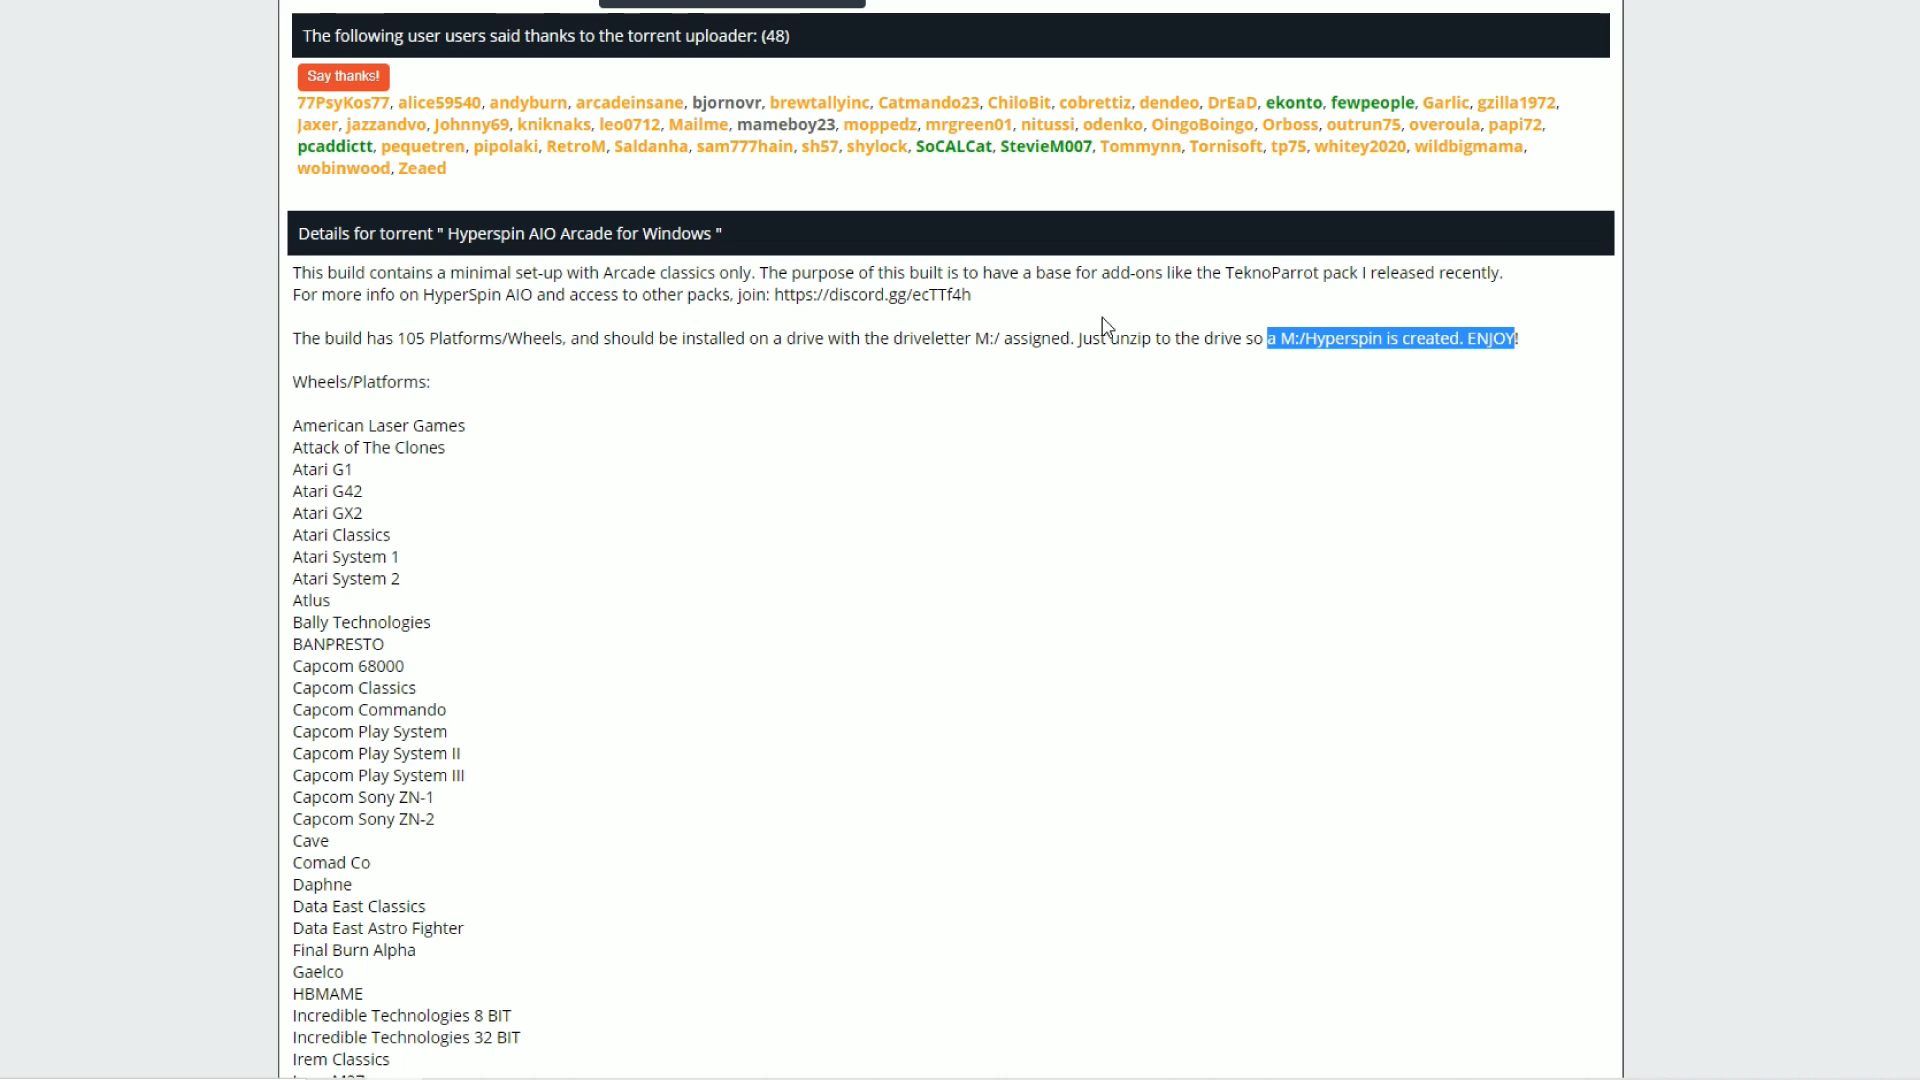 The following user users said thanks to the torrent uploader: (48)
Say thanks!
77PsyKos77, alice59540, andyburn, arcadeinsane, bjornovr, brewtallyinc, Catmando23, ChiloBit, cobrettiz, dendeo, DrEaD, ekonto, fewpeople, Garlic, gzilla1972,
Jaxer, jazzandvo, Johnny69, kniknaks, leo0712, Mailme, mameboy23, moppedz, mrgreen01, nitussi, odenko, OingoBoingo, Orboss, outrun75, overoula, papi72,
pcaddictt, pequetren, pipolaki, RetroM, Saldanha, sam777hain, sh57, shylock, SoCALCat, StevieM007, Tommynn, Tornisoft, tp75, whitey2020, wildbigmama,
wobinwood, Zeaed
Details for torrent " Hyperspin AIO Arcade for Windows "
This build contains a minimal set-up with Arcade classics only. The purpose of this built is to have a base for add-ons like the TeknoParrot pack I released recently.
For more info on HyperSpin AIO and access to other packs, join: https://discord.gg/ecTTf4h
The build has 105 Platforms/Wheels, and should be installed on a drive with the driveletter M:/ assigned. Just unzip to the drive so a M:/Hyperspin is created. ENJOY!
Wheels/Platforms:
American Laser Games
Attack of The Clones
Atari G1
Atari G42
Atari GX2
Atari Classics
Atari System 1
Atari System 2
Atlus
Bally Technologies
BANPRESTO
Capcom 68000
Capcom Classics
Capcom Commando
Capcom Play System
Capcom Play System II
Capcom Play System III
Capcom Sony ZN-1
Capcom Sony ZN-2
Cave
Comad Co
Daphne
Data East Classics
Data East Astro Fighter
Final Burn Alpha
Gaelco
HBMAME
Incredible Technologies 8 BIT
Incredible Technologies 32 BIT
Irem Classics